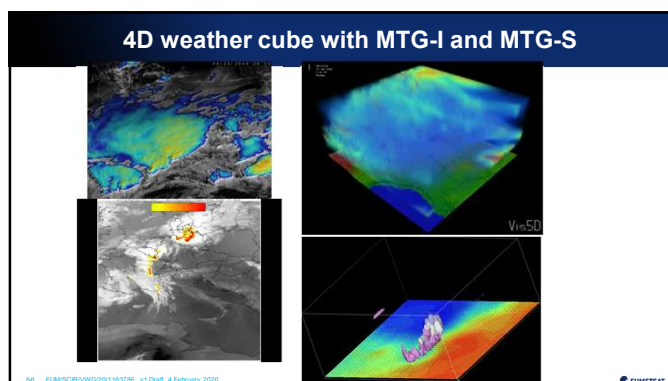 4D weather cube with MTG-I and MTG-S
Vis5D
56 EUM/SCIR/VWG/20/1163786, v1 Draft, 4 February 2020
EUMETSAT